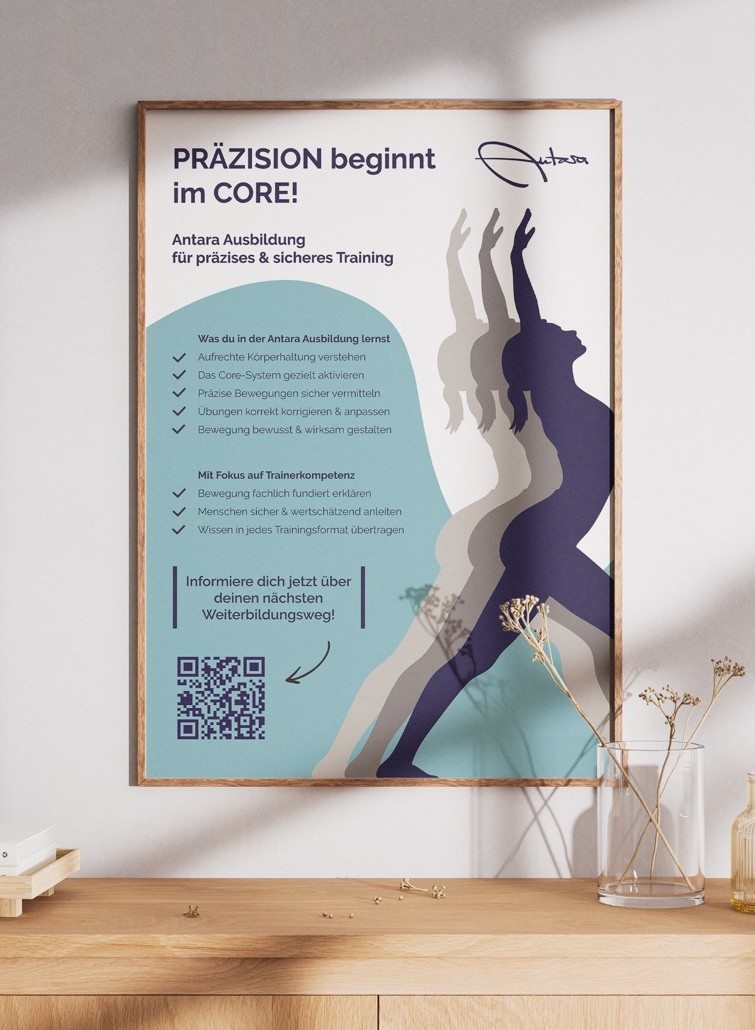 PRÄZISION beginnt
im CORE!
Antara
Antara Ausbildung
für präzises & sicheres Training
Was du in der Antara Ausbildung lernst
Aufrechte Körperhaltung verstehen
Das Core-System gezielt aktivieren
Präzise Bewegungen sicher vermitteln
Übungen korrekt korrigieren & anpassen
Bewegung bewusst & wirksam gestalten
Mit Fokus auf Trainerkompetenz
Bewegung fachlich fundiert erklären
Menschen sicher & wertschätzend anleiten
Wissen in jedes Trainingsformat übertragen
Informiere dich jetzt über
deinen nächsten
Weiterbildungsweg!